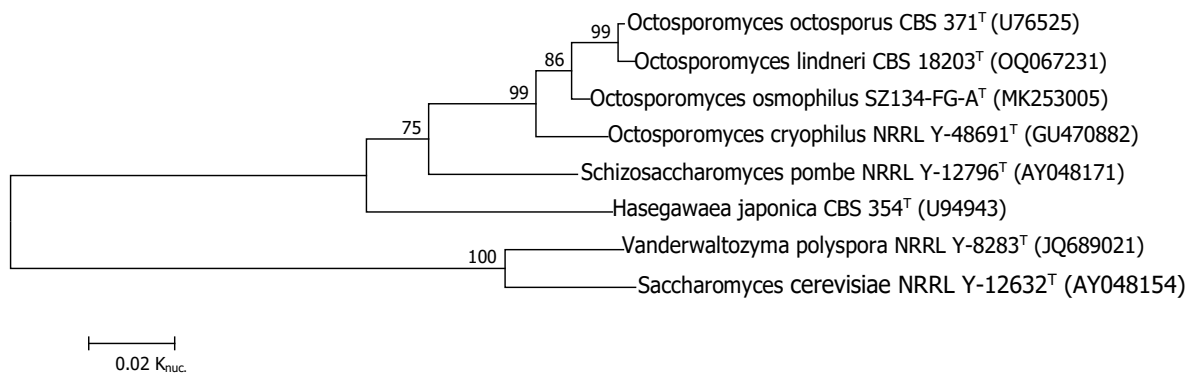 Octosporomyces octosporus CBS 371ᵀ (U76525)
99
Octosporomyces lindneri CBS 18203ᵀ (OQ067231)
86
Octosporomyces osmophilus SZ134-FG-Aᵀ (MK253005)
99
Octosporomyces cryophilus NRRL Y-48691ᵀ (GU470882)
75
Schizosaccharomyces pombe NRRL Y-12796ᵀ (AY048171)
Hasegawaea japonica CBS 354ᵀ (U94943)
Vanderwaltozyma polyspora NRRL Y-8283ᵀ (JQ689021)
100
Saccharomyces cerevisiae NRRL Y-12632ᵀ (AY048154)
0.02 Knuc.